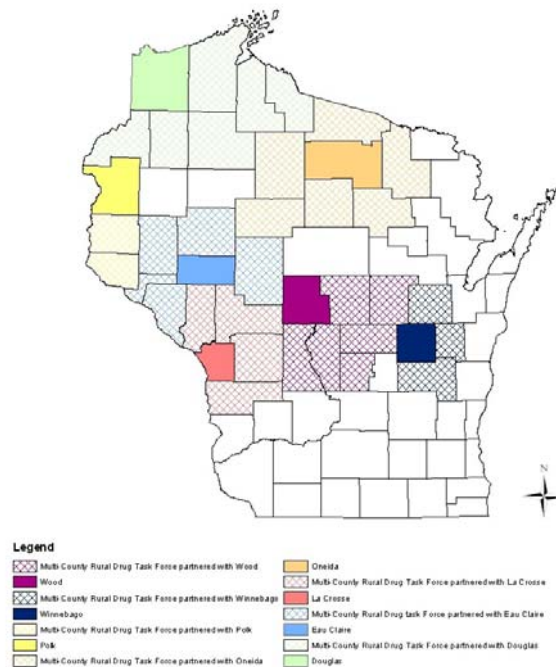 N
Legend
Multi-County Rural Drug Task Force partnered with Wood
Wood
Multi-County Rural Drug Task Force partnered with Winnebago
Winnebago
Multi-County Rural Drug Task Force partnered with Polk
Polk
Multi-County Rural Drug Task Force partnered with Oneida
Oneida
Multi-County Rural Drug Task Force partnered with La Crosse
La Crosse
Multi-County Rural Drug task Force partnered with Eau Claire
Eau Claire
Multi-County Rural Drug Task Force partnered with Douglas
Douglas